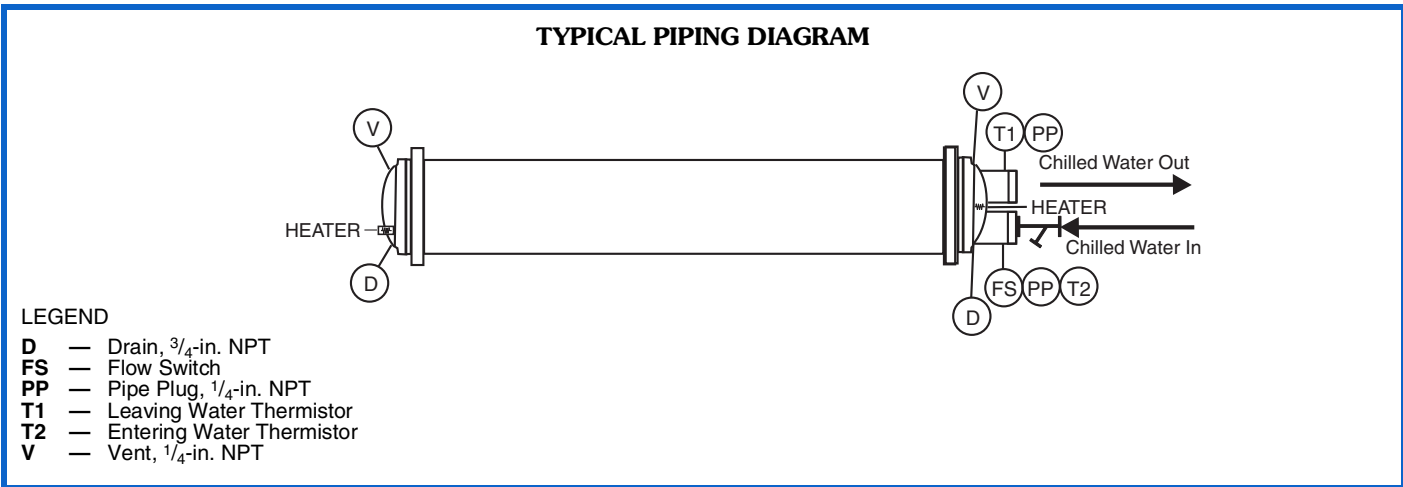 TYPICAL PIPING DIAGRAM
V
V
T1 PP
Chilled Water Out
HEATER
HEATER
Chilled Water In
D
FS PP T2
D
LEGEND
D — Drain, 3/4-in. NPT
FS — Flow Switch
PP — Pipe Plug, 1/4-in. NPT
T1 — Leaving Water Thermistor
T2 — Entering Water Thermistor
V — Vent, 1/4-in. NPT